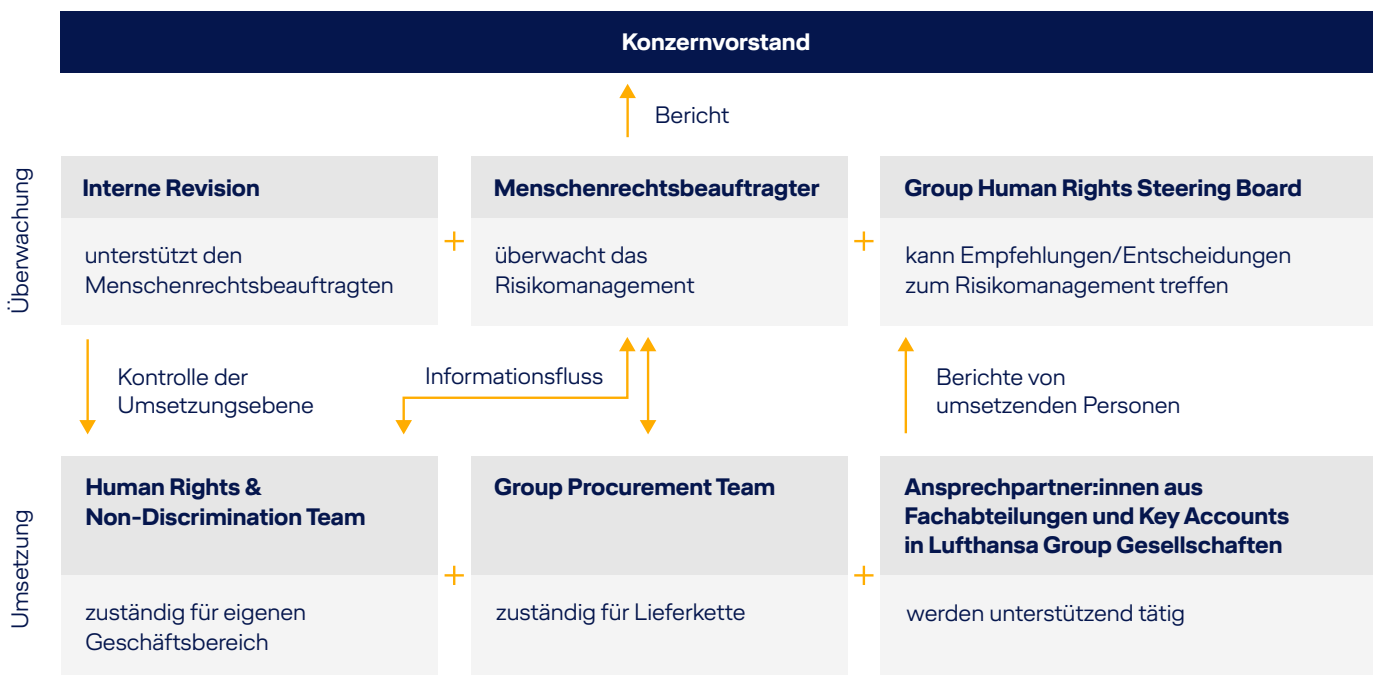 Konzernvorstand
Bericht
Überwachung
Interne Revision
unterstützt den
Menschenrechtsbeauftragten
+
Menschenrechtsbeauftragter
überwacht das
Risikomanagement
+
Group Human Rights Steering Board
kann Empfehlungen/Entscheidungen
zum Risikomanagement treffen
Kontrolle der
Umsetzungsebene
Informationsfluss
Berichte von
umsetzenden Personen
Umsetzung
Human Rights &
Non-Discrimination Team
zuständig für eigenen
Geschäftsbereich
+
Group Procurement Team
zuständig für Lieferkette
+
Ansprechpartner:innen aus
Fachabteilungen und Key Accounts
in Lufthansa Group Gesellschaften
werden unterstützend tätig